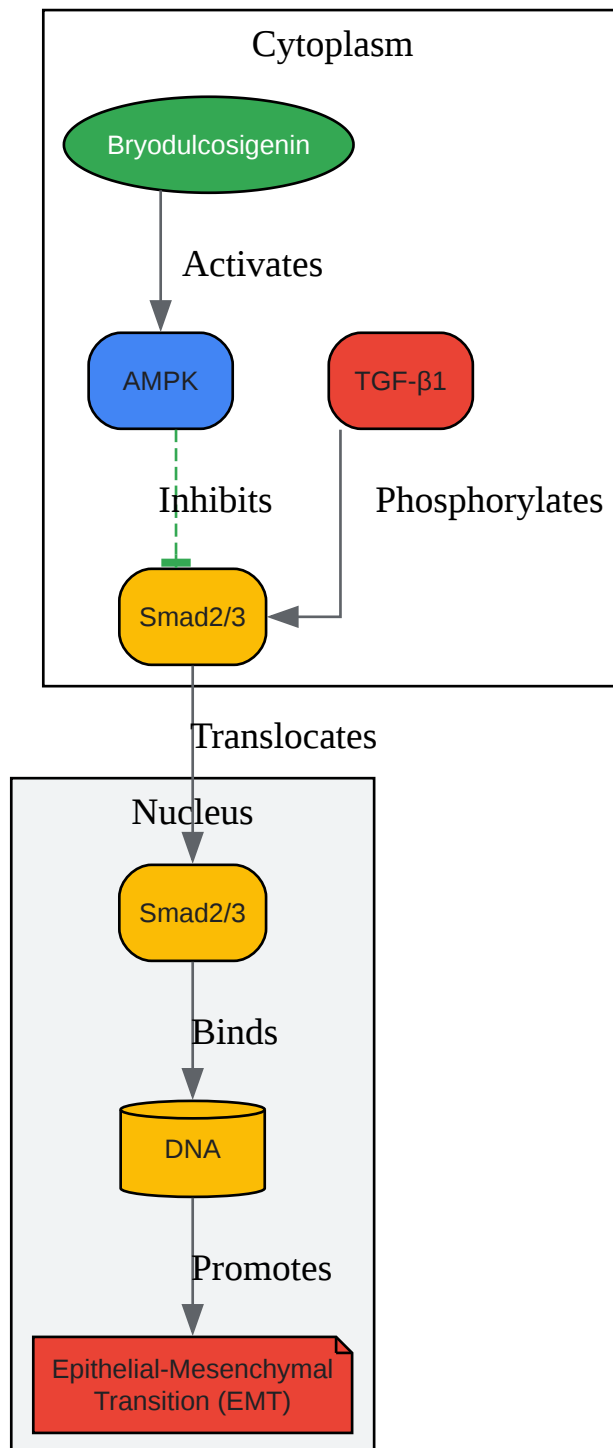 Cytoplasm
Bryodulcosigenin
Activates
AMPK
TGF-β1
Inhibits
Phosphorylates
Smad2/3
Translocates
Nucleus
Smad2/3
Binds
DNA
Promotes
Epithelial-Mesenchymal
Transition (EMT)